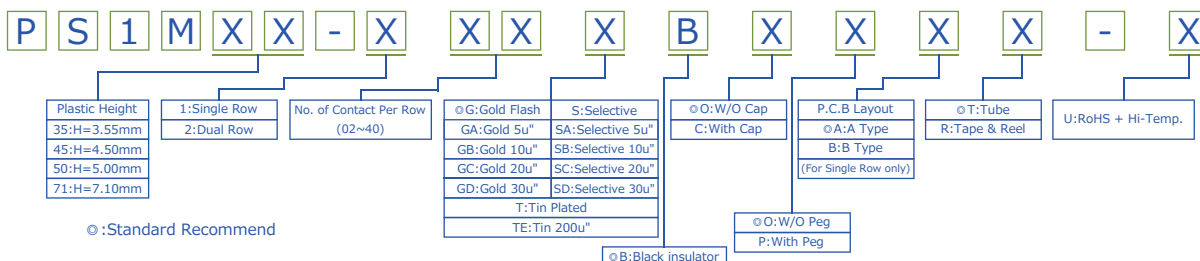 P S 1 M X X - X X X X B X X X X - X
Plastic Height
35:H=3.55mm
45:H=4.50mm
50:H=5.00mm
71:H=7.10mm
1:Single Row
2:Dual Row
No. of Contact Per Row
(02~40)
◎G:Gold Flash
GA:Gold 5u"
GB:Gold 10u"
GC:Gold 20u"
GD:Gold 30u"
S:Selective
SA:Selective 5u"
SB:Selective 10u"
SC:Selective 20u"
SD:Selective 30u"
T:Tin Plated
TE:Tin 200u"
◎B:Black insulator
◎O:W/O Cap
C:With Cap
◎O:W/O Peg
P:With Peg
P.C.B Layout
◎A:A Type
B:B Type
(For Single Row only)
◎T:Tube
R:Tape & Reel
U:RoHS + Hi-Temp.
◎:Standard Recommend